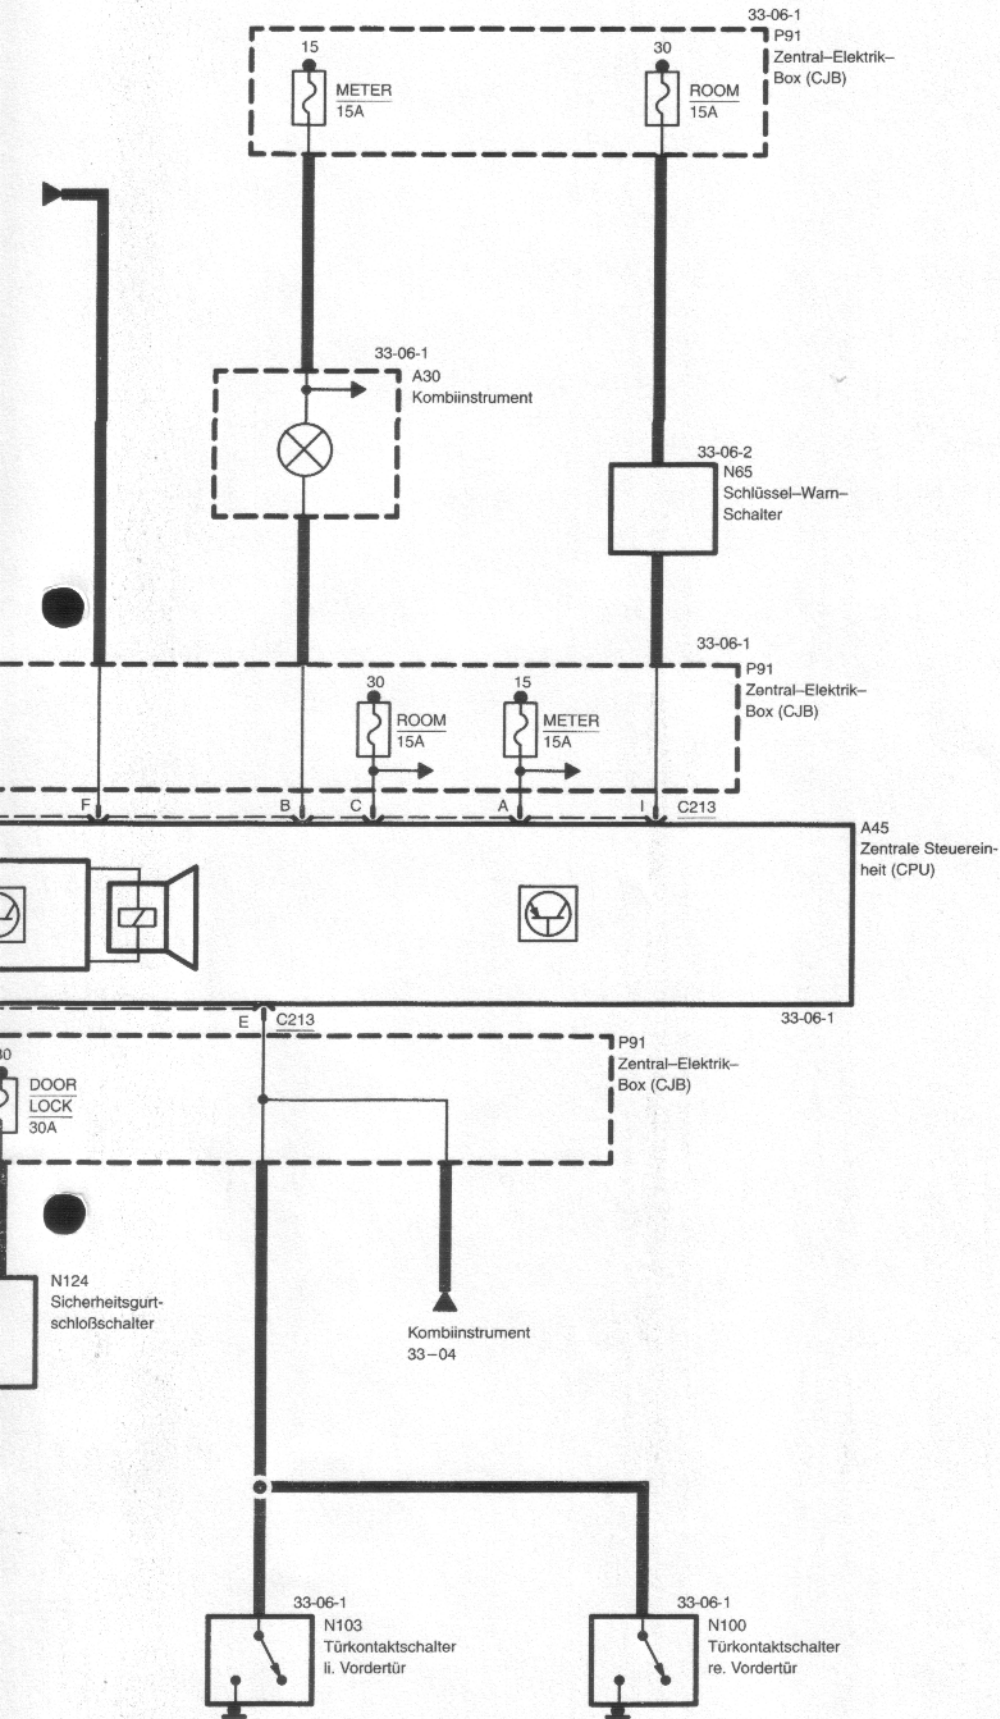 33-06-1
P91
Zentral–Elektrik–
Box (CJB)
15
METER
15A
30
ROOM
15A
33-06-1
A30
Kombiinstrument
33-06-2
N65
Schlüssel–Warn–
Schalter
33-06-1
P91
Zentral–Elektrik–
Box (CJB)
30
ROOM
15A
15
METER
15A
F
B
C
A
I
C213
A45
Zentrale Steuerein-
heit (CPU)
33-06-1
E
C213
P91
Zentral–Elektrik–
Box (CJB)
30
DOOR
LOCK
30A
N124
Sicherheitsgurt-
schloßschalter
Kombiinstrument
33–04
33-06-1
N103
Türkontaktschalter
li. Vordertür
33-06-1
N100
Türkontaktschalter
re. Vordertür